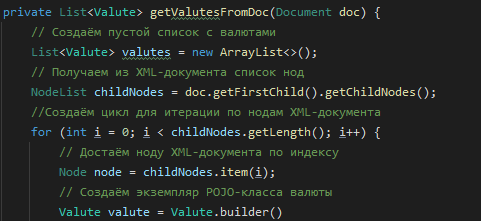 private List<Valute> getValutesFromDoc(Document doc) {
// Создаём пустой список с валютами
List<Valute> valutes = new ArrayList<>();
// Получаем из XML-документа список нод
NodeList childNodes = doc.getFirstChild().getChildNodes();
//Создаём цикл для итерации по нодам XML-документа
for (int i = 0; i < childNodes.getLength(); i++) {
// Достаём ноду XML-документа по индексу
Node node = childNodes.item(i);
// Создаём экземпляр POJO-класса валюты
Valute valute = Valute.builder()